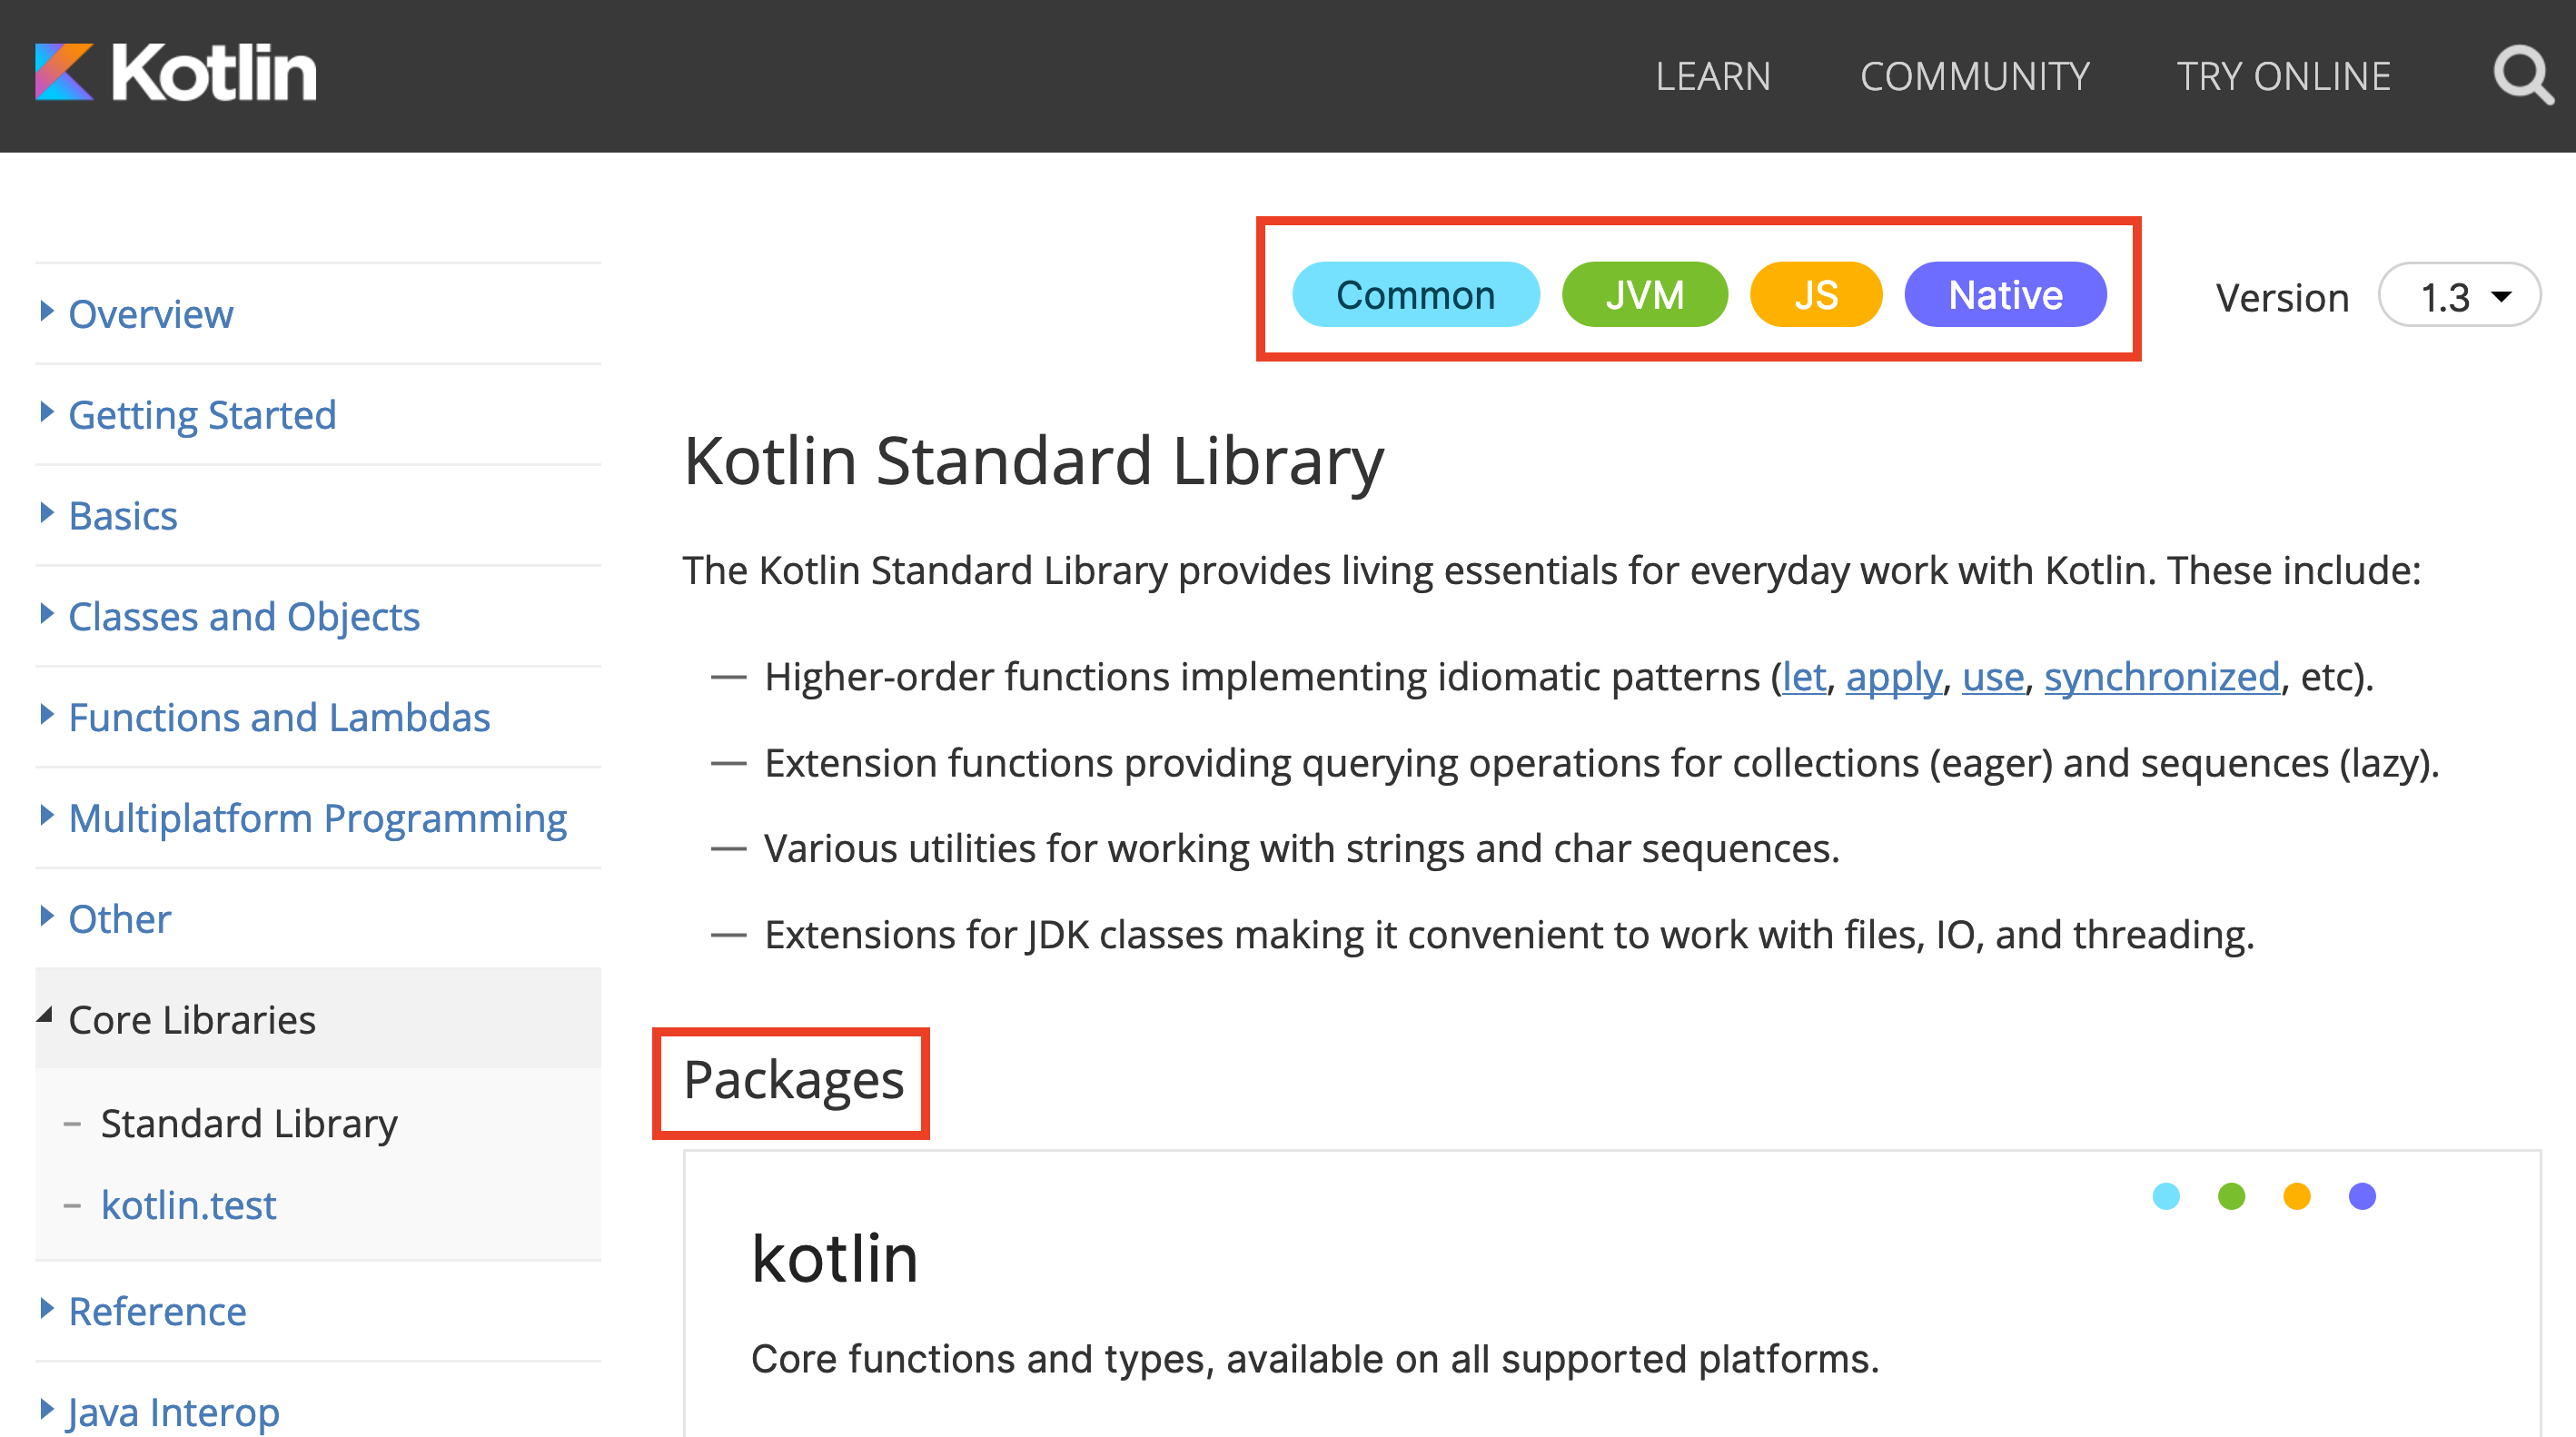 Kotlin
LEARN COMMUNITY TRY ONLINE
Common JVM JS Native Version 1.3
Overview
Getting Started
Basics
Classes and Objects
Functions and Lambdas
Multiplatform Programming
Other
Core Libraries
– Standard Library
– kotlin.test
Reference
Java Interop
Kotlin Standard Library
The Kotlin Standard Library provides living essentials for everyday work with Kotlin. These include:
— Higher-order functions implementing idiomatic patterns (let, apply, use, synchronized, etc).
— Extension functions providing querying operations for collections (eager) and sequences (lazy).
— Various utilities for working with strings and char sequences.
— Extensions for JDK classes making it convenient to work with files, IO, and threading.
Packages
kotlin
Core functions and types, available on all supported platforms.